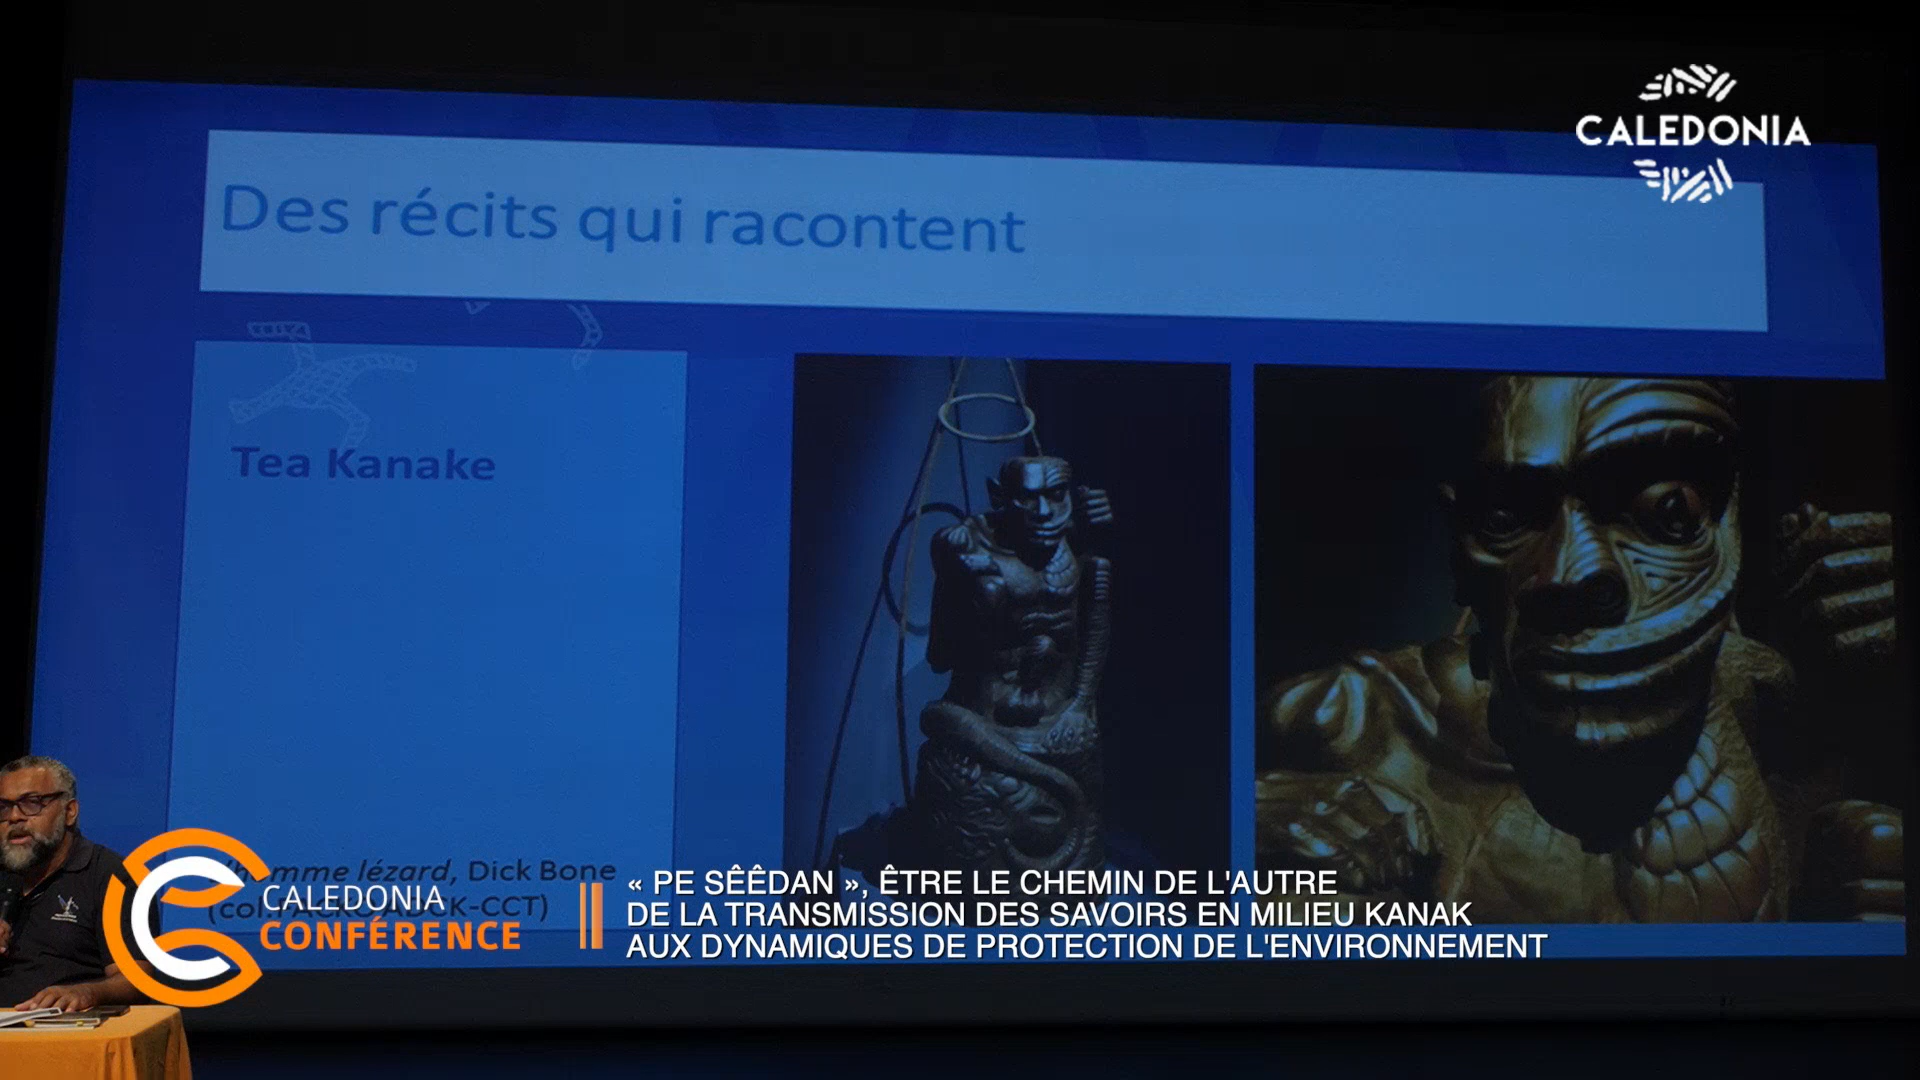 CALEDONIA
Des récits qui racontent
Tea Kanake
homme lézard, Dick Bone
CALEDONIA
CONFÉRENCE
« PE SÊÊDAN », ÊTRE LE CHEMIN DE L'AUTRE
DE LA TRANSMISSION DES SAVOIRS EN MILIEU KANAK
AUX DYNAMIQUES DE PROTECTION DE L'ENVIRONNEMENT